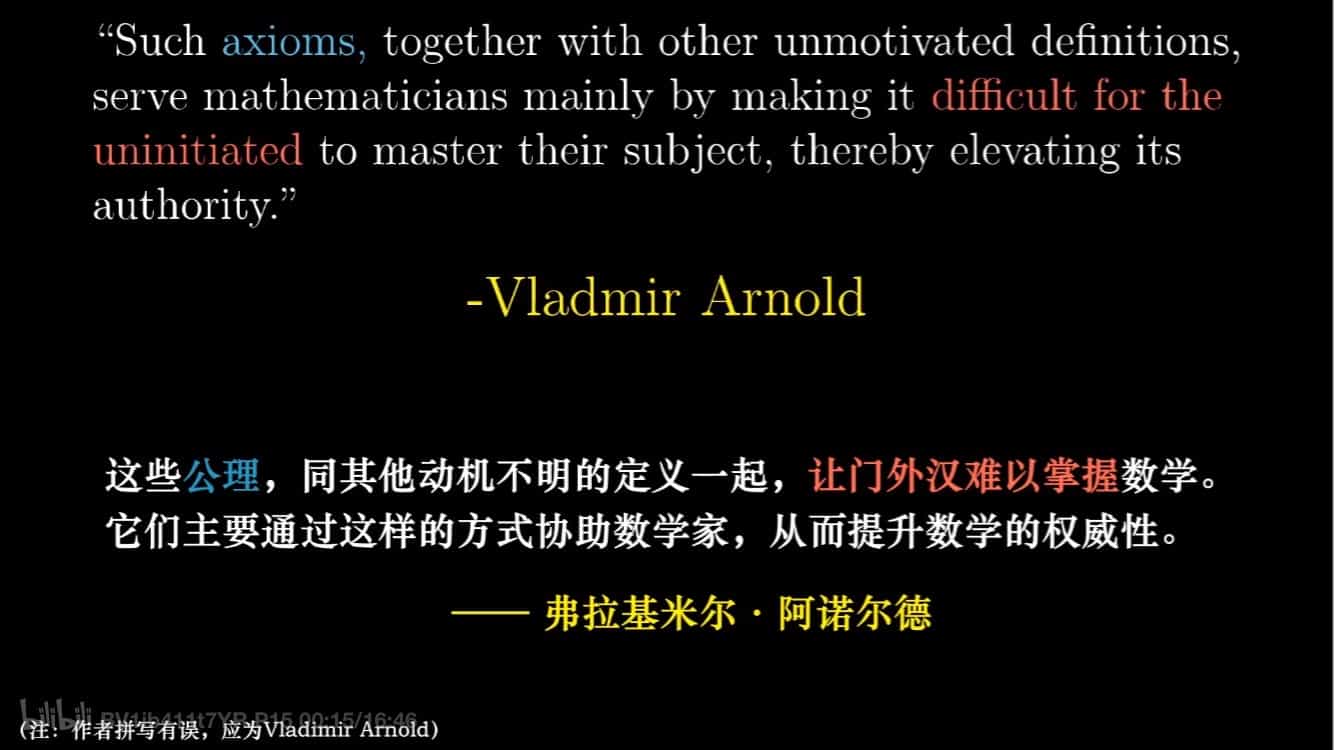 “Such axioms, together with other unmotivated definitions,
serve mathematicians mainly by making it difficult for the
uninitiated to master their subject, thereby elevating its
authority.”
-Vladmir Arnold
这些公理，同其他动机不明的定义一起，让门外汉难以掌握数学。
它们主要通过这样的方式协助数学家，从而提升数学的权威性。
—— 弗拉基米尔 · 阿诺尔德
bilibili P15 00:15/16:46
(注：作者拼写有误，应为Vladimir Arnold)